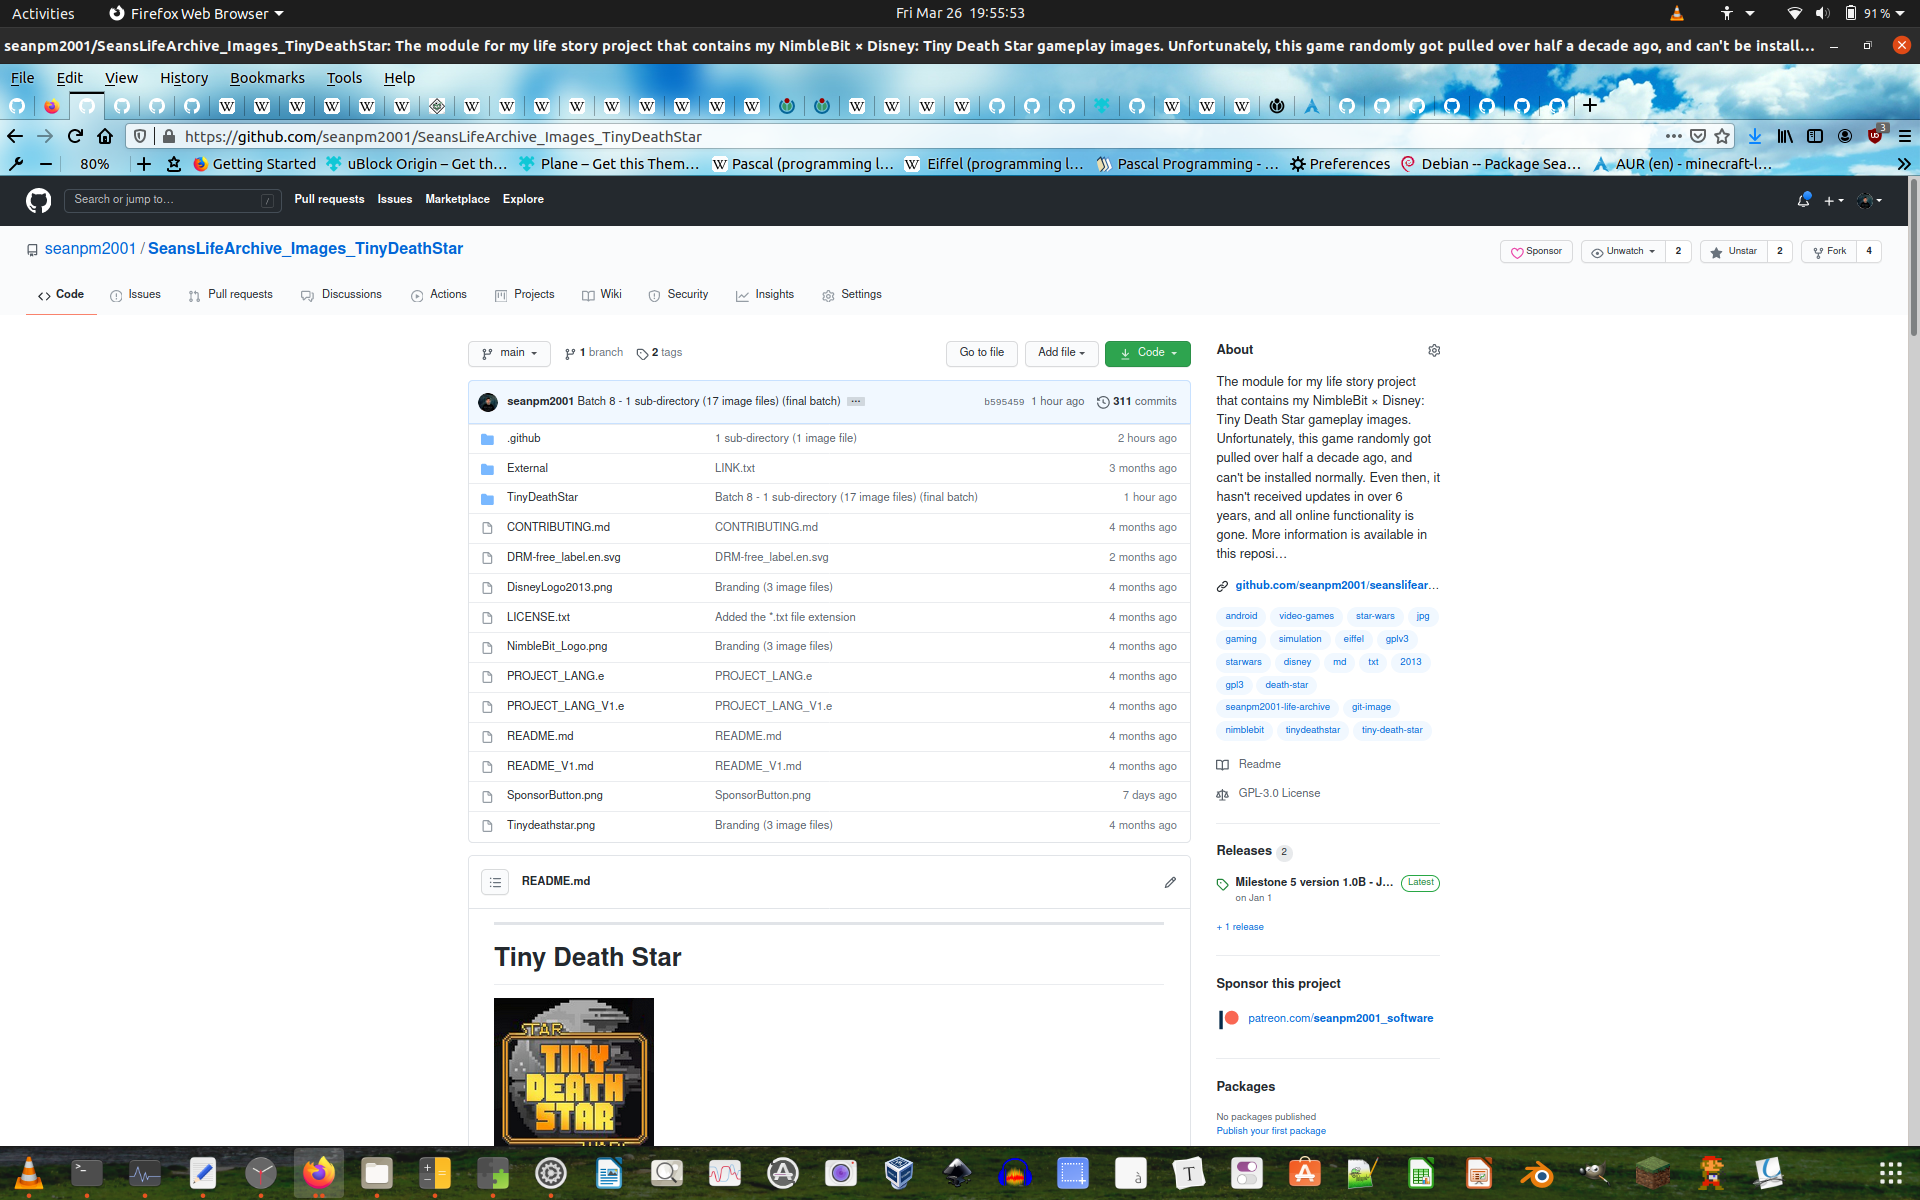 Activities Firefox Web Browser Fri Mar 26 19:55:53 91 %
seanpm2001/SeansLifeArchive_Images_TinyDeathStar: The module for my life story project that contains my NimbleBit × Disney: Tiny Death Star gameplay images. Unfortunately, this game randomly got pulled over half a decade ago, and can't be install…
File Edit View History Bookmarks Tools Help
https://github.com/seanpm2001/SeansLifeArchive_Images_TinyDeathStar 3
80% Getting Started uBlock Origin – Get th… Plane – Get this Them… Pascal (programming l… Eiffel (programming l… Pascal Programming - … Preferences Debian -- Package Sea… AUR (en) - minecraft-l…
Search or jump to… / Pull requests Issues Marketplace Explore
seanpm2001 / SeansLifeArchive_Images_TinyDeathStar Sponsor Unwatch 2 Unstar 2 Fork 4
Code Issues Pull requests Discussions Actions Projects Wiki Security Insights Settings
main 1 branch 2 tags Go to file Add file Code
seanpm2001 Batch 8 - 1 sub-directory (17 image files) (final batch) … b595459 1 hour ago 311 commits
.github 1 sub-directory (1 image file) 2 hours ago
External LINK.txt 3 months ago
TinyDeathStar Batch 8 - 1 sub-directory (17 image files) (final batch) 1 hour ago
CONTRIBUTING.md CONTRIBUTING.md 4 months ago
DRM-free_label.en.svg DRM-free_label.en.svg 2 months ago
DisneyLogo2013.png Branding (3 image files) 4 months ago
LICENSE.txt Added the *.txt file extension 4 months ago
NimbleBit_Logo.png Branding (3 image files) 4 months ago
PROJECT_LANG.e PROJECT_LANG.e 4 months ago
PROJECT_LANG_V1.e PROJECT_LANG_V1.e 4 months ago
README.md README.md 4 months ago
README_V1.md README_V1.md 4 months ago
SponsorButton.png SponsorButton.png 7 days ago
Tinydeathstar.png Branding (3 image files) 4 months ago
README.md
Tiny Death Star
STAR
TINY
DEATH
STAR
WARS
About
The module for my life story project
that contains my NimbleBit × Disney:
Tiny Death Star gameplay images.
Unfortunately, this game randomly got
pulled over half a decade ago, and
can't be installed normally. Even then, it
hasn't received updates in over 6
years, and all online functionality is
gone. More information is available in
this reposi…
github.com/seanpm2001/seanslifear…
android video-games star-wars jpg
gaming simulation eiffel gplv3
starwars disney md txt 2013
gpl3 death-star
seanpm2001-life-archive git-image
nimblebit tinydeathstar tiny-death-star
Readme
GPL-3.0 License
Releases 2
Milestone 5 version 1.0B - J… Latest
on Jan 1
+ 1 release
Sponsor this project
patreon.com/seanpm2001_software
Packages
No packages published
Publish your first package